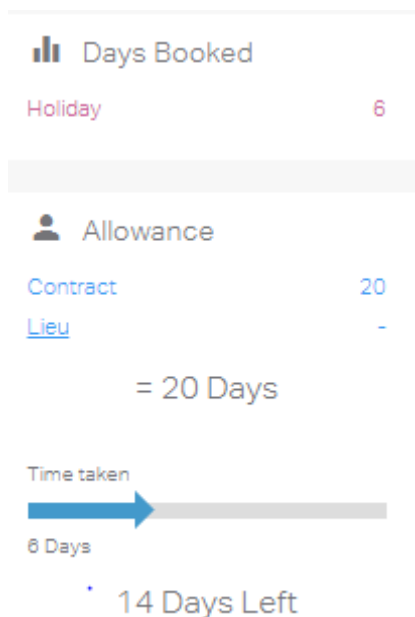 Days Booked
Holiday 6
Allowance
Contract 20
Lieu -
= 20 Days
Time taken
6 Days
14 Days Left